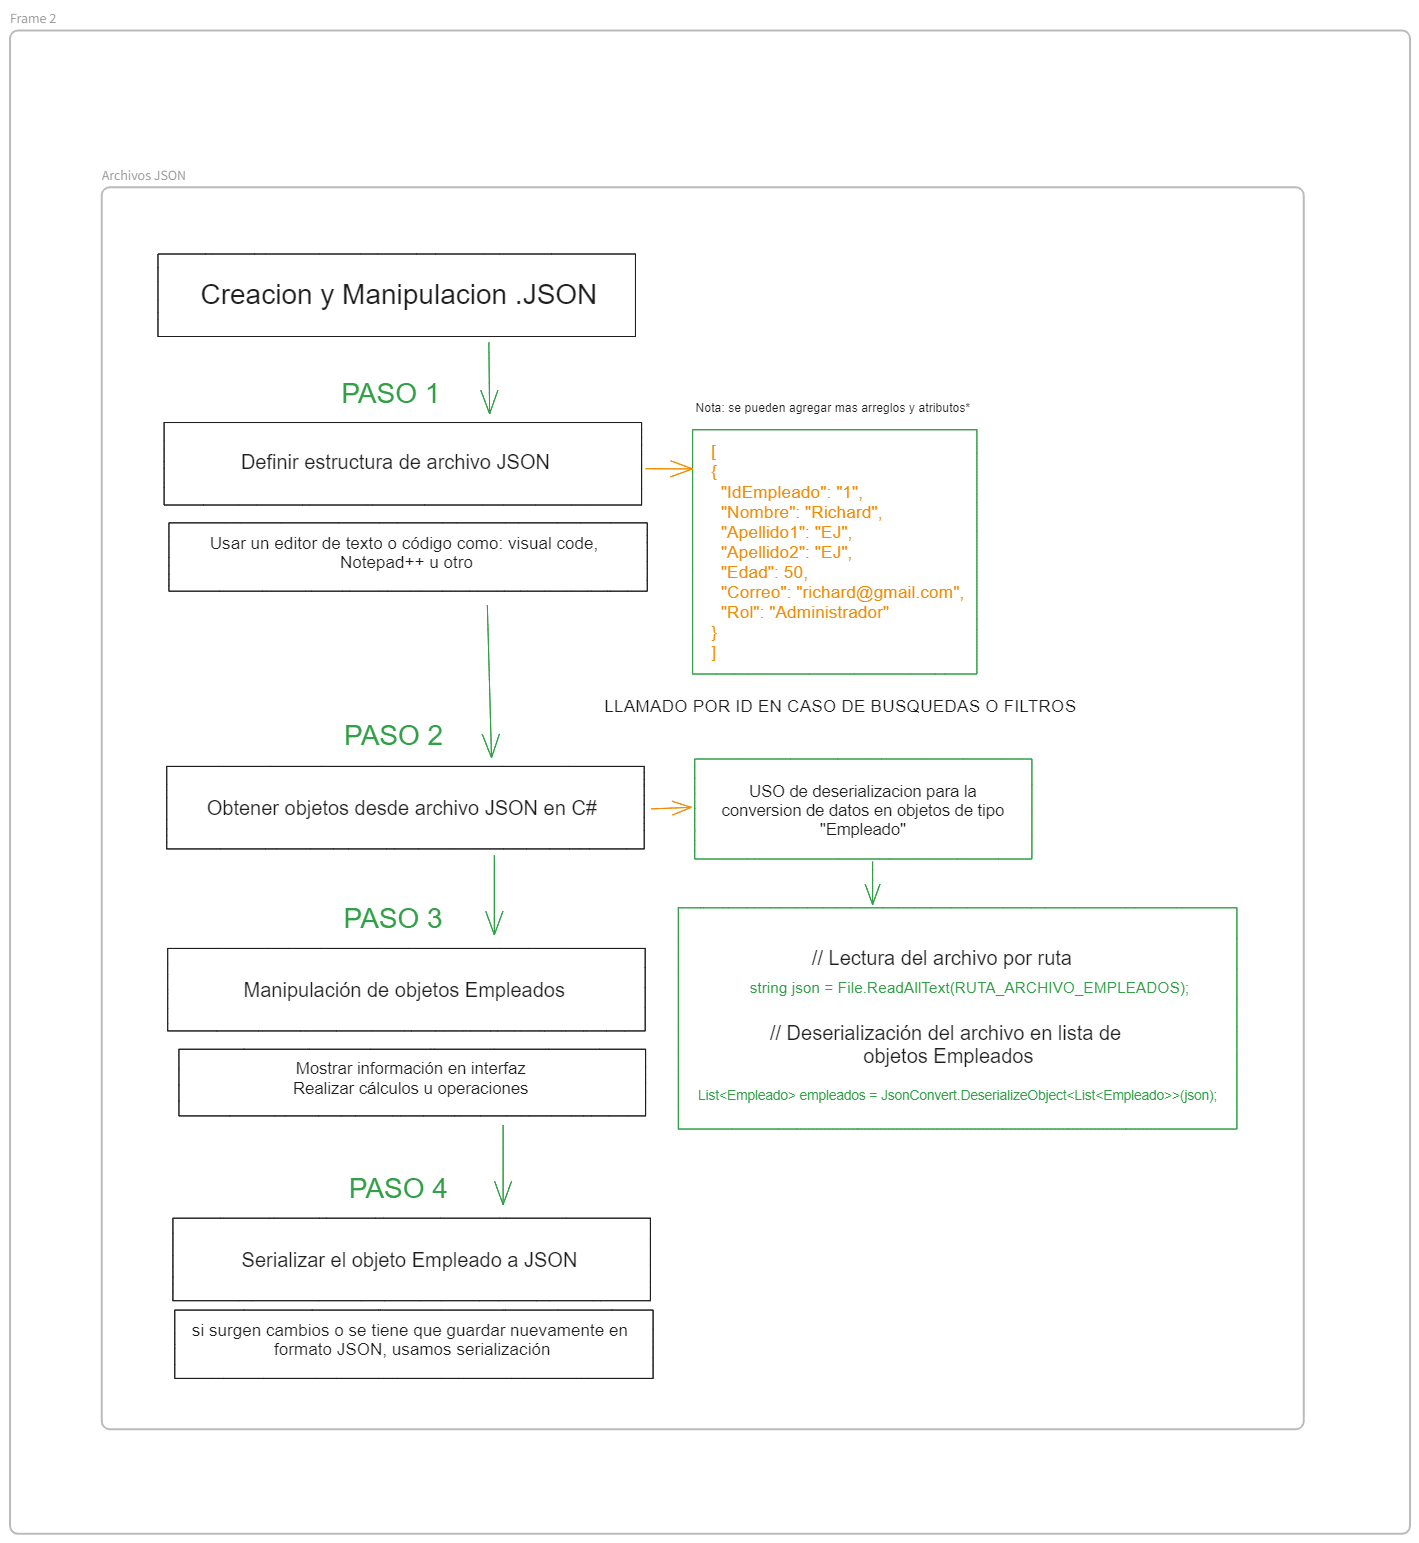 Frame 2
Archivos JSON
Creacion y Manipulacion .JSON
PASO 1
Definir estructura de archivo JSON
Usar un editor de texto o código como: visual code,
Notepad++ u otro
Nota: se pueden agregar mas arreglos y atributos*
[
{
"IdEmpleado": "1",
"Nombre": "Richard",
"Apellido1": "EJ",
"Apellido2": "EJ",
"Edad": 50,
"Correo": "richard@gmail.com",
"Rol": "Administrador"
}
]
LLAMADO POR ID EN CASO DE BUSQUEDAS O FILTROS
PASO 2
Obtener objetos desde archivo JSON en C#
USO de deserializacion para la
conversion de datos en objetos de tipo
"Empleado"
// Lectura del archivo por ruta
string json = File.ReadAllText(RUTA_ARCHIVO_EMPLEADOS);
// Deserialización del archivo en lista de
objetos Empleados
List<Empleado> empleados = JsonConvert.DeserializeObject<List<Empleado>>(json);
PASO 3
Manipulación de objetos Empleados
Mostrar información en interfaz
Realizar cálculos u operaciones
PASO 4
Serializar el objeto Empleado a JSON
si surgen cambios o se tiene que guardar nuevamente en
formato JSON, usamos serialización